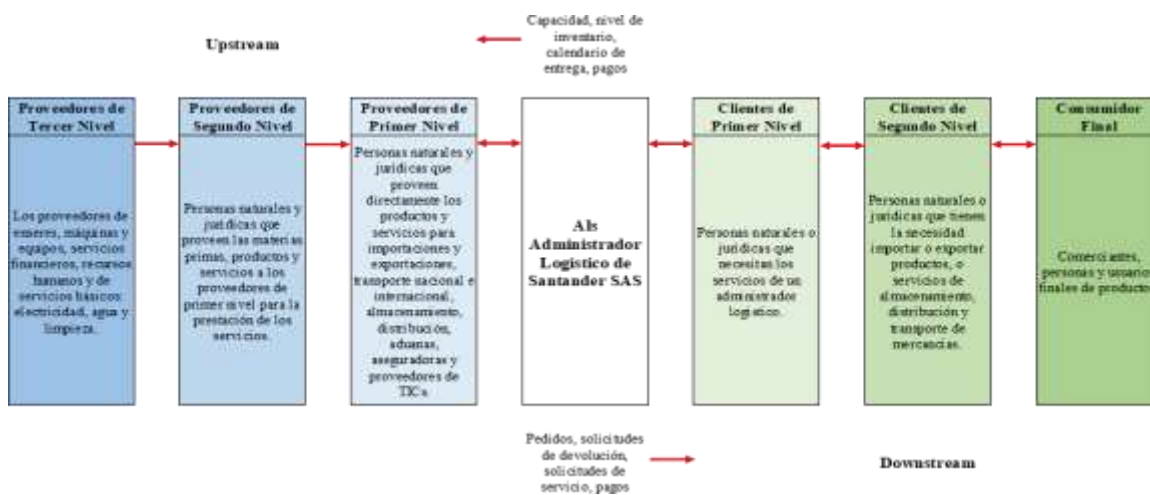 Upstream
Capacidad, nivel de
inventario,
calendario de
entrega, pagos
Proveedores de
Tercer Nivel
Los proveedores de
enseres, máquinas y
equipos, servicios
financieros, recursos
humanos y de
servicios básicos:
electricidad, agua y
limpieza.
Proveedores de
Segundo Nivel
Personas naturales y
jurídicas que
proveen las materias
primas, productos y
servicios a los
proveedores de
primer nivel para la
prestación de los
servicios.
Proveedores de
Primer Nivel
Personas naturales y
jurídicas que
proveen
directamente los
productos y
servicios para
importaciones y
exportaciones,
transporte nacional e
internacional,
almacenamiento,
distribución,
aduanas,
aseguradoras y
proveedores de
TICs
Als
Administrador
Logístico de
Santander SAS
Clientes de
Primer Nivel
Personas naturales o
jurídicas que
necesitan los
servicios de un
administrador
logístico.
Clientes de
Segundo Nivel
Personas naturales o
jurídicas que tienes
la necesidad
importar o exportar
productos, o
servicios de
almacenamiento,
distribución y
transporte de
mercancías.
Consumidor
Final
Comerciantes,
personas y usuarios
finales de productos
Pedidos, solicitudes
de devolución,
solicitudes de
servicio, pagos
Downstream